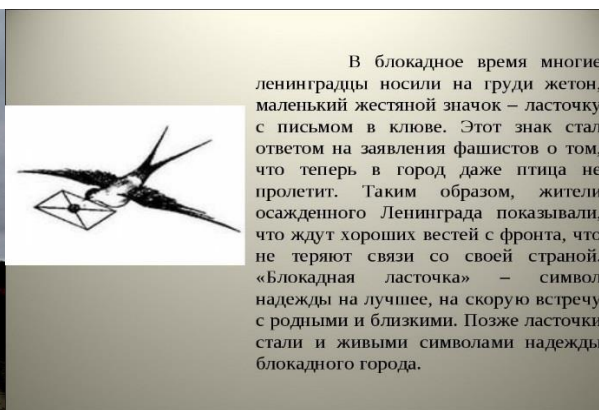 В блокадное время многие
ленинградцы носили на груди жетон,
маленький жестяной значок – ласточку
с письмом в клюве. Этот знак стал
ответом на заявления фашистов о том,
что теперь в город даже птица не
пролетит. Таким образом, жители
осажденного Ленинграда показывали,
что ждут хороших вестей с фронта, что
не теряют связи со своей страной.
«Блокадная ласточка» – символ
надежды на лучшее, на скорую встречу
с родными и близкими. Позже ласточки
стали и живыми символами надежды
блокадного города.